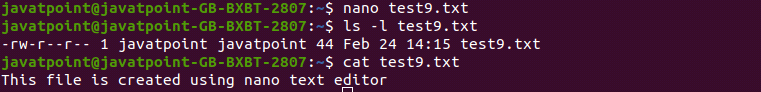 javatpoint@javatpoint-GB-BXBT-2807:~$ nano test9.txt
javatpoint@javatpoint-GB-BXBT-2807:~$ ls -l test9.txt
-rw-r--r-- 1 javatpoint javatpoint 44 Feb 24 14:15 test9.txt
javatpoint@javatpoint-GB-BXBT-2807:~$ cat test9.txt
This file is created using nano text editor